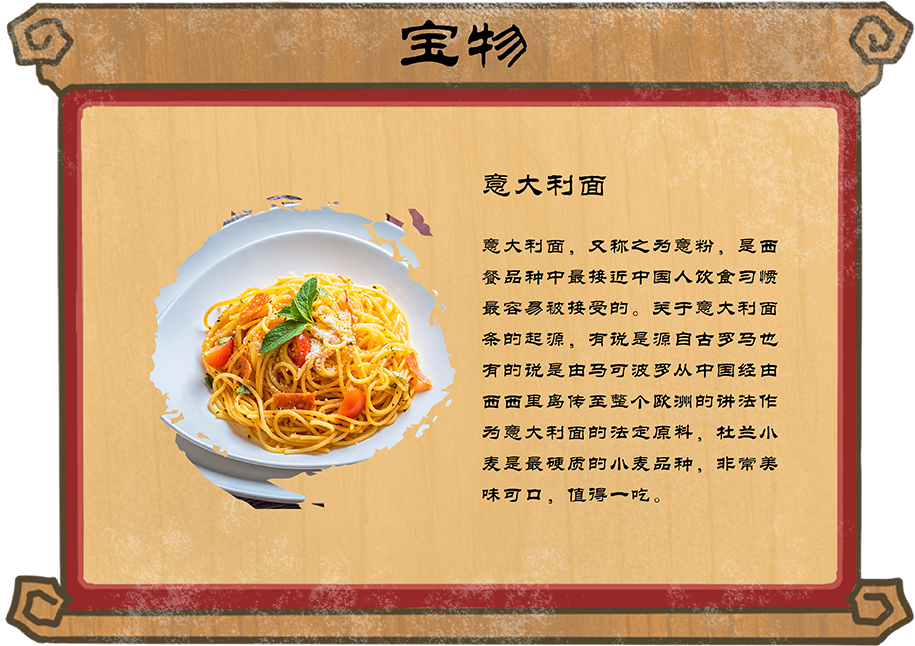 宝物
意大利面
意大利面，又称之为意粉，是西
餐品种中最接近中国人饮食习惯
最容易被接受的。关于意大利面
条的起源，有说是源自古罗马也
有的说是由马可波罗从中国经由
西西里岛传至整个欧洲的讲法作
为意大利面的法定原料，杜兰小
麦是最硬质的小麦品种，非常美
味可口，值得一吃。